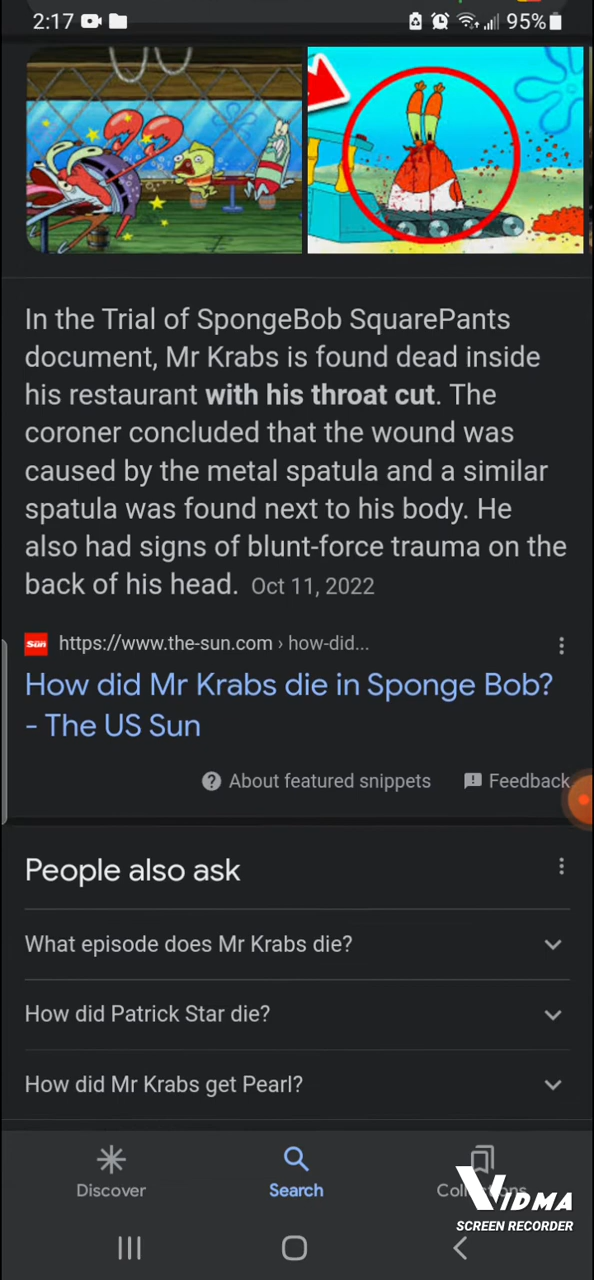 2:17 95%
In the Trial of SpongeBob SquarePants
document, Mr Krabs is found dead inside
his restaurant with his throat cut. The
coroner concluded that the wound was
caused by the metal spatula and a similar
spatula was found next to his body. He
also had signs of blunt-force trauma on the
back of his head. Oct 11, 2022
Sun https://www.the-sun.com › how-did...
How did Mr Krabs die in Sponge Bob?
- The US Sun
About featured snippets Feedback
People also ask
What episode does Mr Krabs die?
How did Patrick Star die?
How did Mr Krabs get Pearl?
Discover Search
VIDMA
SCREEN RECORDER